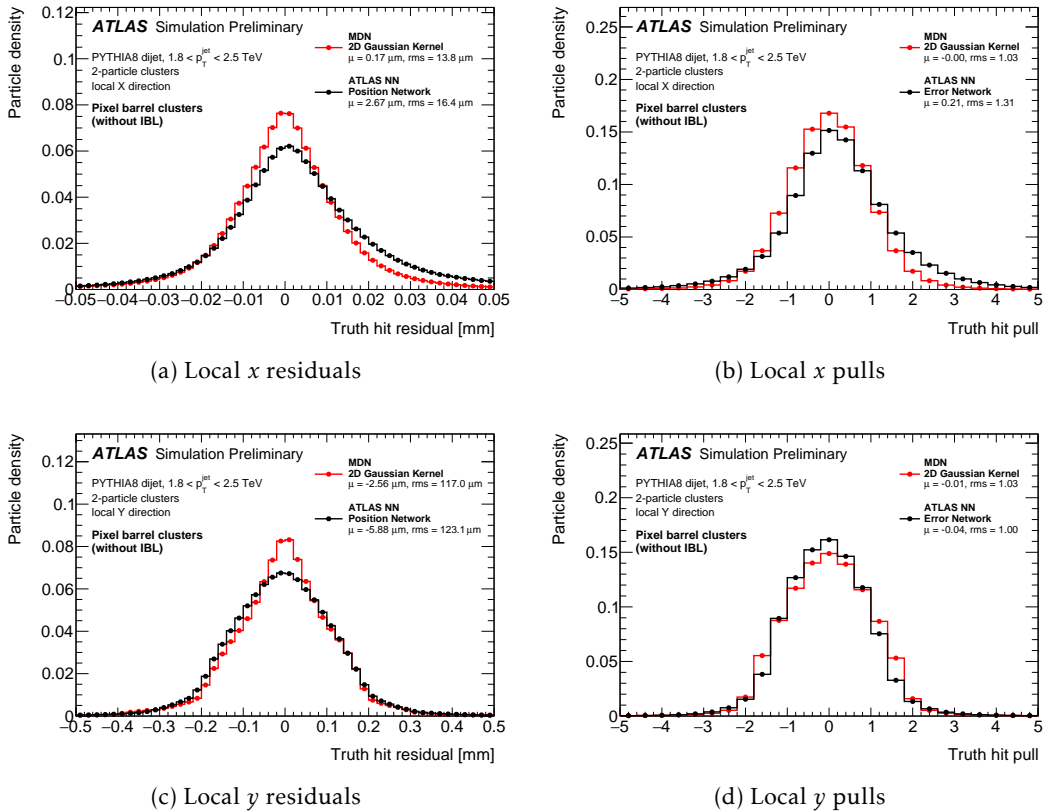 ATLAS Simulation Preliminary
PYTHIA8 dijet, 1.8 < p_T^jet < 2.5 TeV
2-particle clusters
local X direction
Pixel barrel clusters
(without IBL)
MDN
2D Gaussian Kernel
μ = 0.17 μm, rms = 13.8 μm
ATLAS NN
Position Network
μ = 2.67 μm, rms = 16.4 μm
Particle density
0.12
0.1
0.08
0.06
0.04
0.02
0
−0.05 −0.04 −0.03 −0.02 −0.01 0 0.01 0.02 0.03 0.04 0.05
Truth hit residual [mm]
(a) Local x residuals
ATLAS Simulation Preliminary
PYTHIA8 dijet, 1.8 < p_T^jet < 2.5 TeV
2-particle clusters
local X direction
Pixel barrel clusters
(without IBL)
MDN
2D Gaussian Kernel
μ = -0.00, rms = 1.03
ATLAS NN
Error Network
μ = 0.21, rms = 1.31
Particle density
0.25
0.2
0.15
0.1
0.05
0
−5 −4 −3 −2 −1 0 1 2 3 4 5
Truth hit pull
(b) Local x pulls
ATLAS Simulation Preliminary
PYTHIA8 dijet, 1.8 < p_T^jet < 2.5 TeV
2-particle clusters
local Y direction
Pixel barrel clusters
(without IBL)
MDN
2D Gaussian Kernel
μ = -2.56 μm, rms = 117.0 μm
ATLAS NN
Position Network
μ = -5.88 μm, rms = 123.1 μm
Particle density
0.12
0.1
0.08
0.06
0.04
0.02
0
−0.5 −0.4 −0.3 −0.2 −0.1 0 0.1 0.2 0.3 0.4 0.5
Truth hit residual [mm]
(c) Local y residuals
ATLAS Simulation Preliminary
PYTHIA8 dijet, 1.8 < p_T^jet < 2.5 TeV
2-particle clusters
local Y direction
Pixel barrel clusters
(without IBL)
MDN
2D Gaussian Kernel
μ = -0.01, rms = 1.03
ATLAS NN
Error Network
μ = -0.04, rms = 1.00
Particle density
0.25
0.2
0.15
0.1
0.05
0
−5 −4 −3 −2 −1 0 1 2 3 4 5
Truth hit pull
(d) Local y pulls